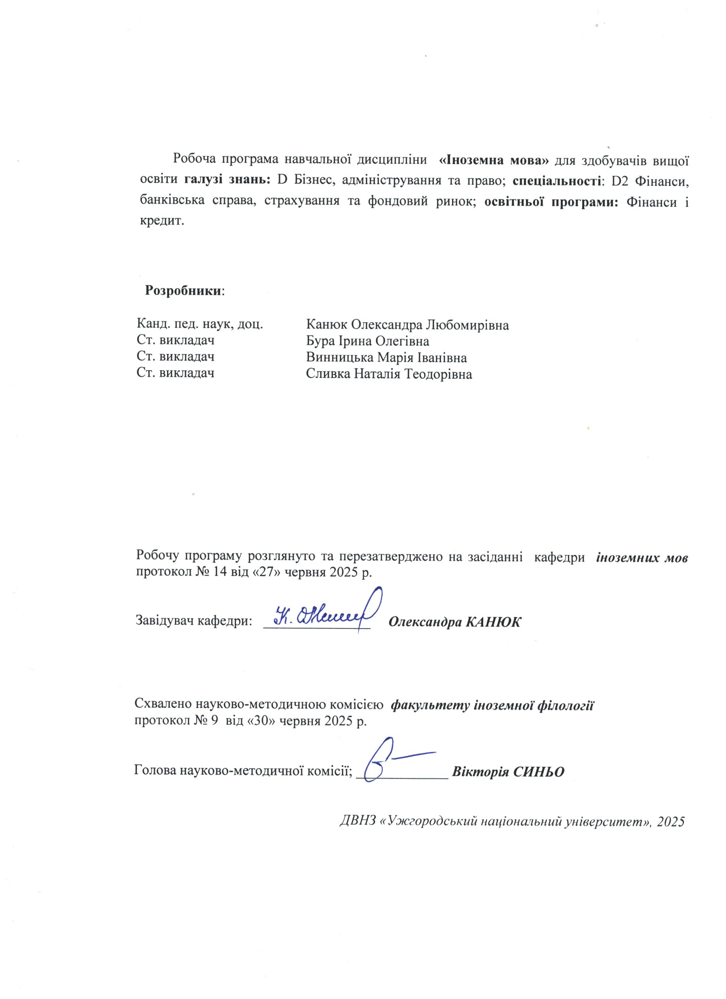 Робоча програма навчальної дисципліни «Іноземна мова» для здобувачів вищої
освіти галузі знань: D Бізнес, адміністрування та право; спеціальності: D2 Фінанси,
банківська справа, страхування та фондовий ринок; освітньої програми: Фінанси і
кредит.
Розробники:
Канд. пед. наук, доц. Канюк Олександра Любомирівна
Ст. викладач Бура Ірина Олегівна
Ст. викладач Винницька Марія Іванівна
Ст. викладач Сливка Наталія Теодорівна
Робочу програму розглянуто та перезатверджено на засіданні кафедри іноземних мов
протокол № 14 від «27» червня 2025 р.
Завідувач кафедри: Олександра КАНЮК
Схвалено науково-методичною комісією факультету іноземної філології
протокол № 9 від «30» червня 2025 р.
Голова науково-методичної комісії; Вікторія СИНЬО
ДВНЗ «Ужгородський національний університет», 2025